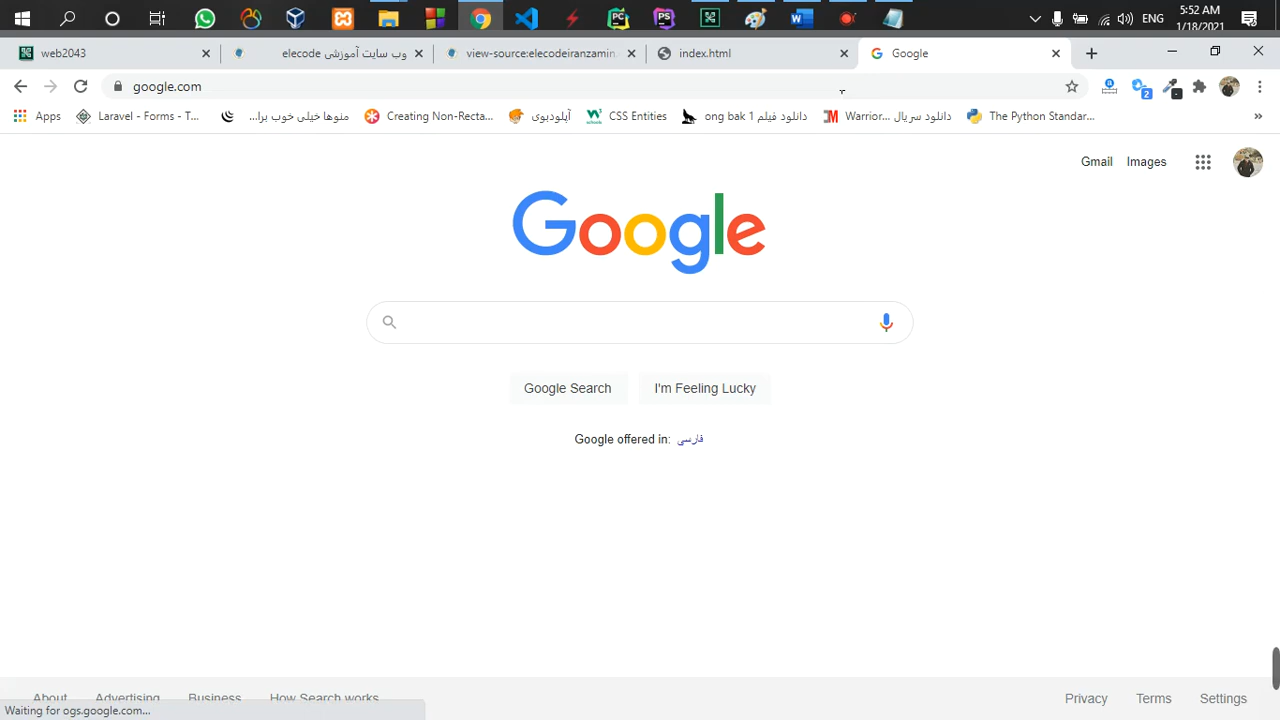 5:52 AM
ENG
1/18/2021
web2043
elecode وب سایت آموزشی
view-source:elecodeiranzamin.
index.html
Google
google.com
2
Apps
Laravel - Forms - T...
منوها خیلی خوب برا...
Creating Non-Recta...
آپلودبوی
CSS Entities
دانلود فیلم ong bak 1
دانلود سریال Warrior...
The Python Standar...
Gmail
Images
Google
Google Search
I'm Feeling Lucky
Google offered in: فارسی
About
Advertising
Business
How Search works
Privacy
Terms
Settings
Waiting for ogs.google.com...